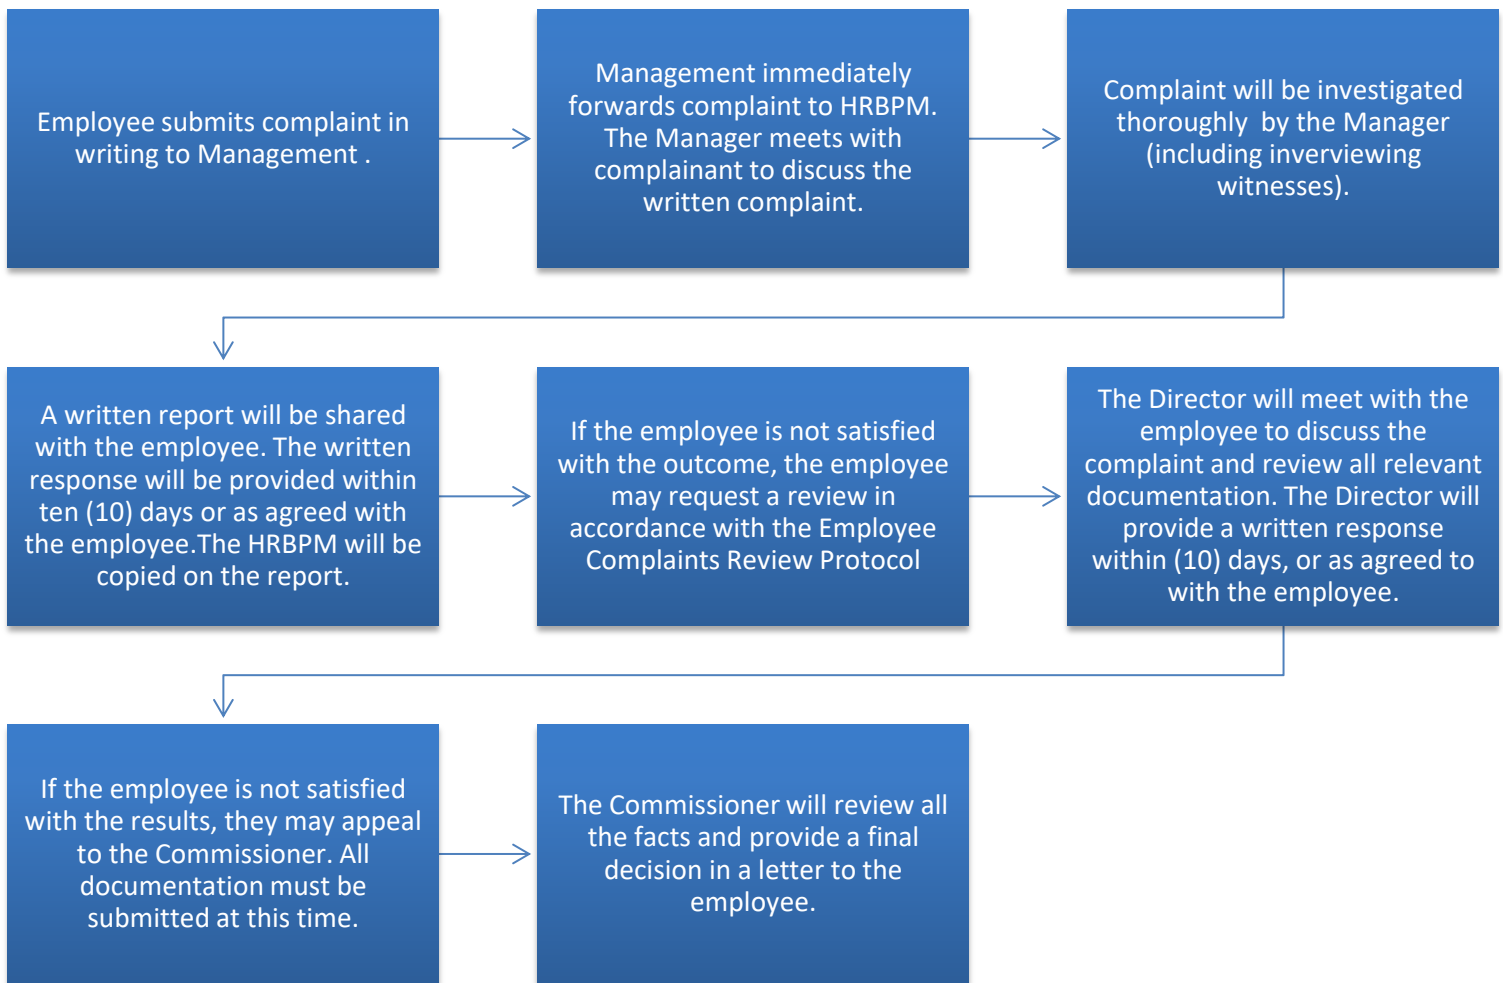 Employee submits complaint in
writing to Management .
Management immediately
forwards complaint to HRBPM.
The Manager meets with
complainant to discuss the
written complaint.
Complaint will be investigated
thoroughly  by the Manager
(including inverviewing
witnesses).
A written report will be shared
with the employee. The written
response will be provided within
ten (10) days or as agreed with
the employee.The HRBPM will be
copied on the report.
If the employee is not satisfied
with the outcome, the employee
may request a review in
accordance with the Employee
Complaints Review Protocol
The Director will meet with the
employee to discuss the
complaint and review all relevant
documentation. The Director will
provide a written response
within (10) days, or as agreed to
with the employee.
If the employee is not satisfied
with the results, they may appeal
to the Commissioner. All
documentation must be
submitted at this time.
The Commissioner will review all
the facts and provide a final
decision in a letter to the
employee.